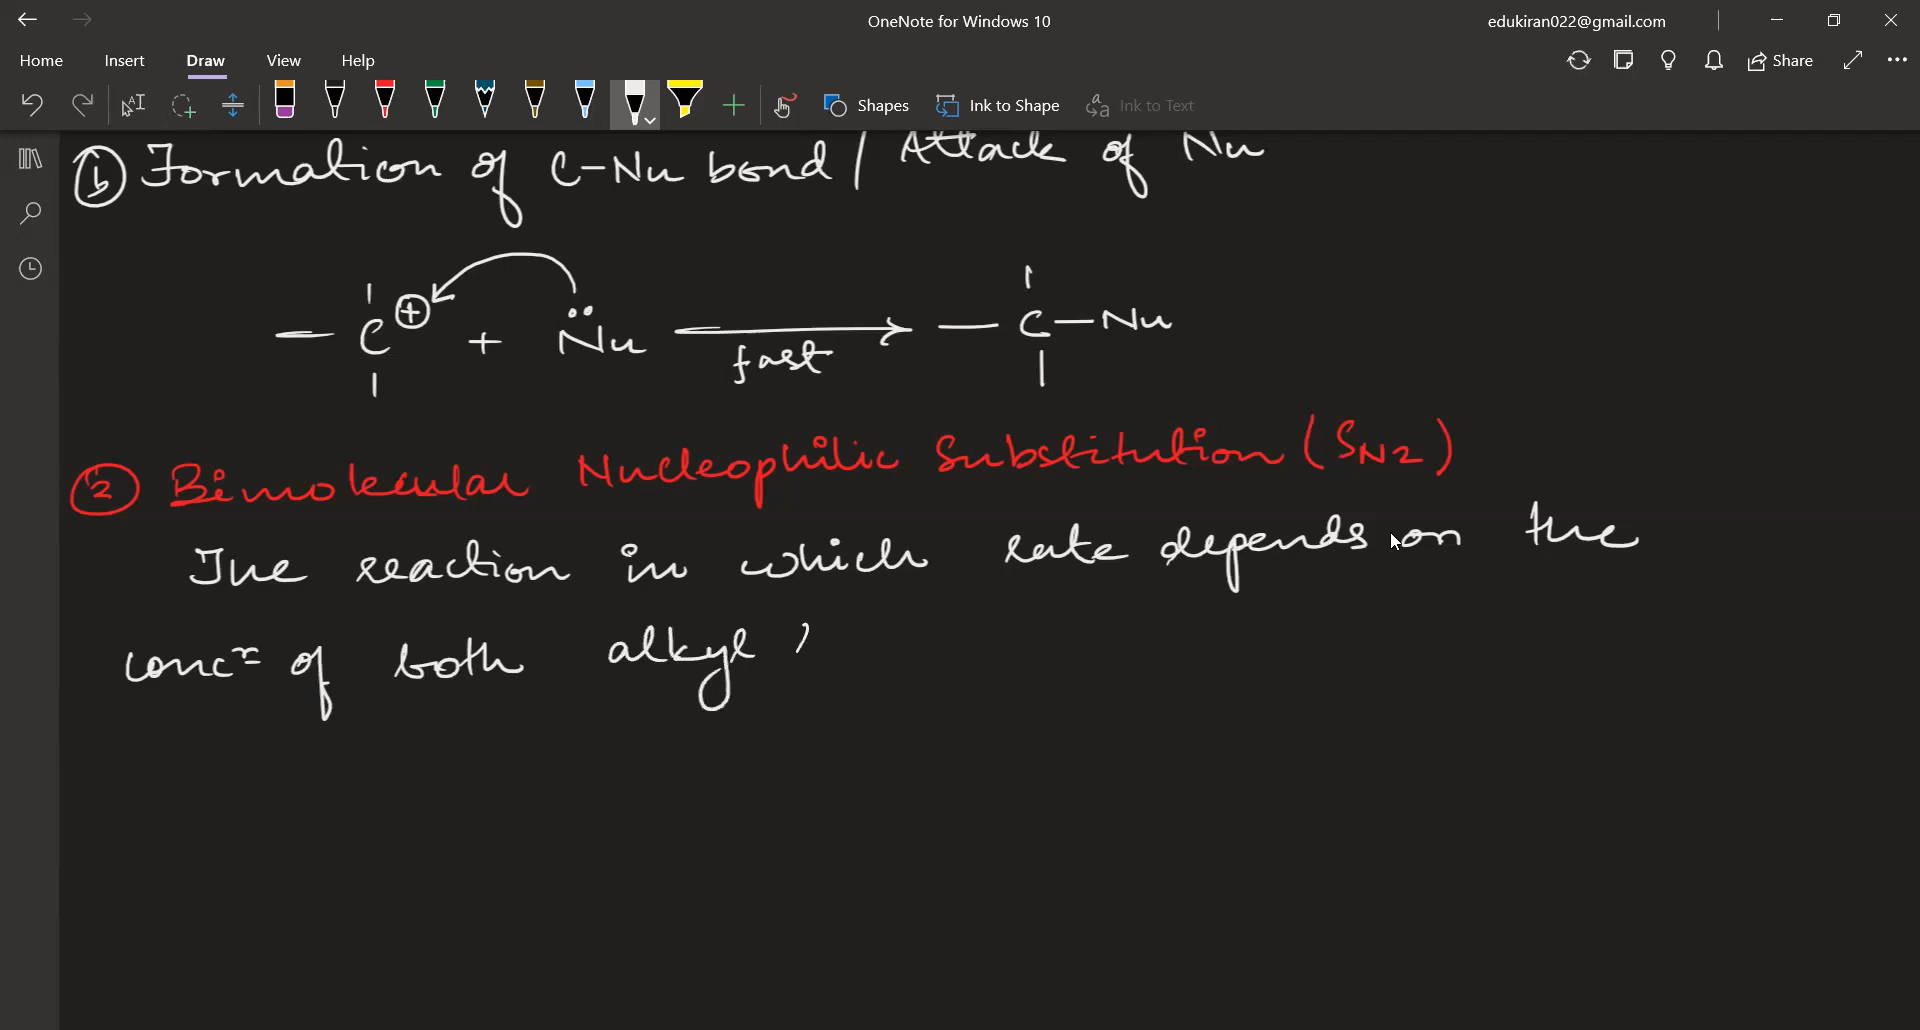 OneNote for Windows 10
edukiran022@gmail.com
Home Insert Draw View Help
Share
Shapes Ink to Shape Ink to Text
b Formation of C-Nu bond / Attack of Nu
— C⊕ + N̈u ⟶ — C — Nu
fast
2 Bimolecular Nucleophilic Substitution (SN2)
The reaction in which rate depends on the
concn of both alkyl